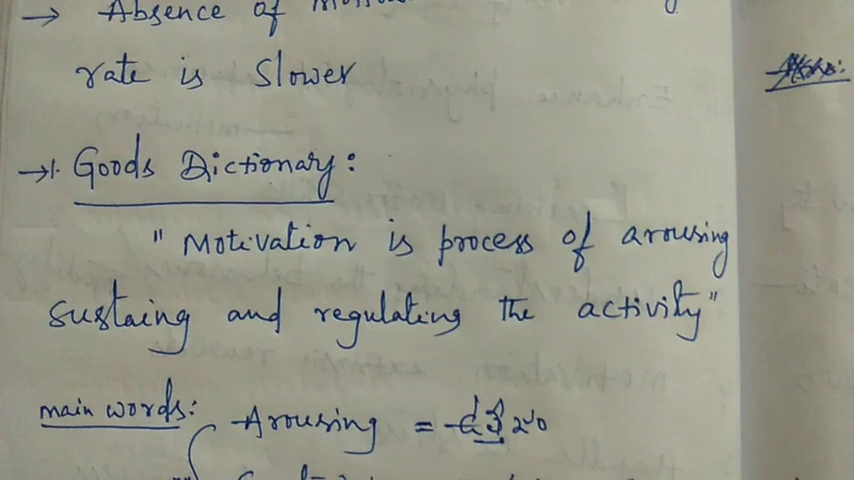 → Absence of
rate is Slower
→1. Goods Dictionary:
" Motivation is process of arousing
sustaing and regulating the activity"
main words: Arousing =